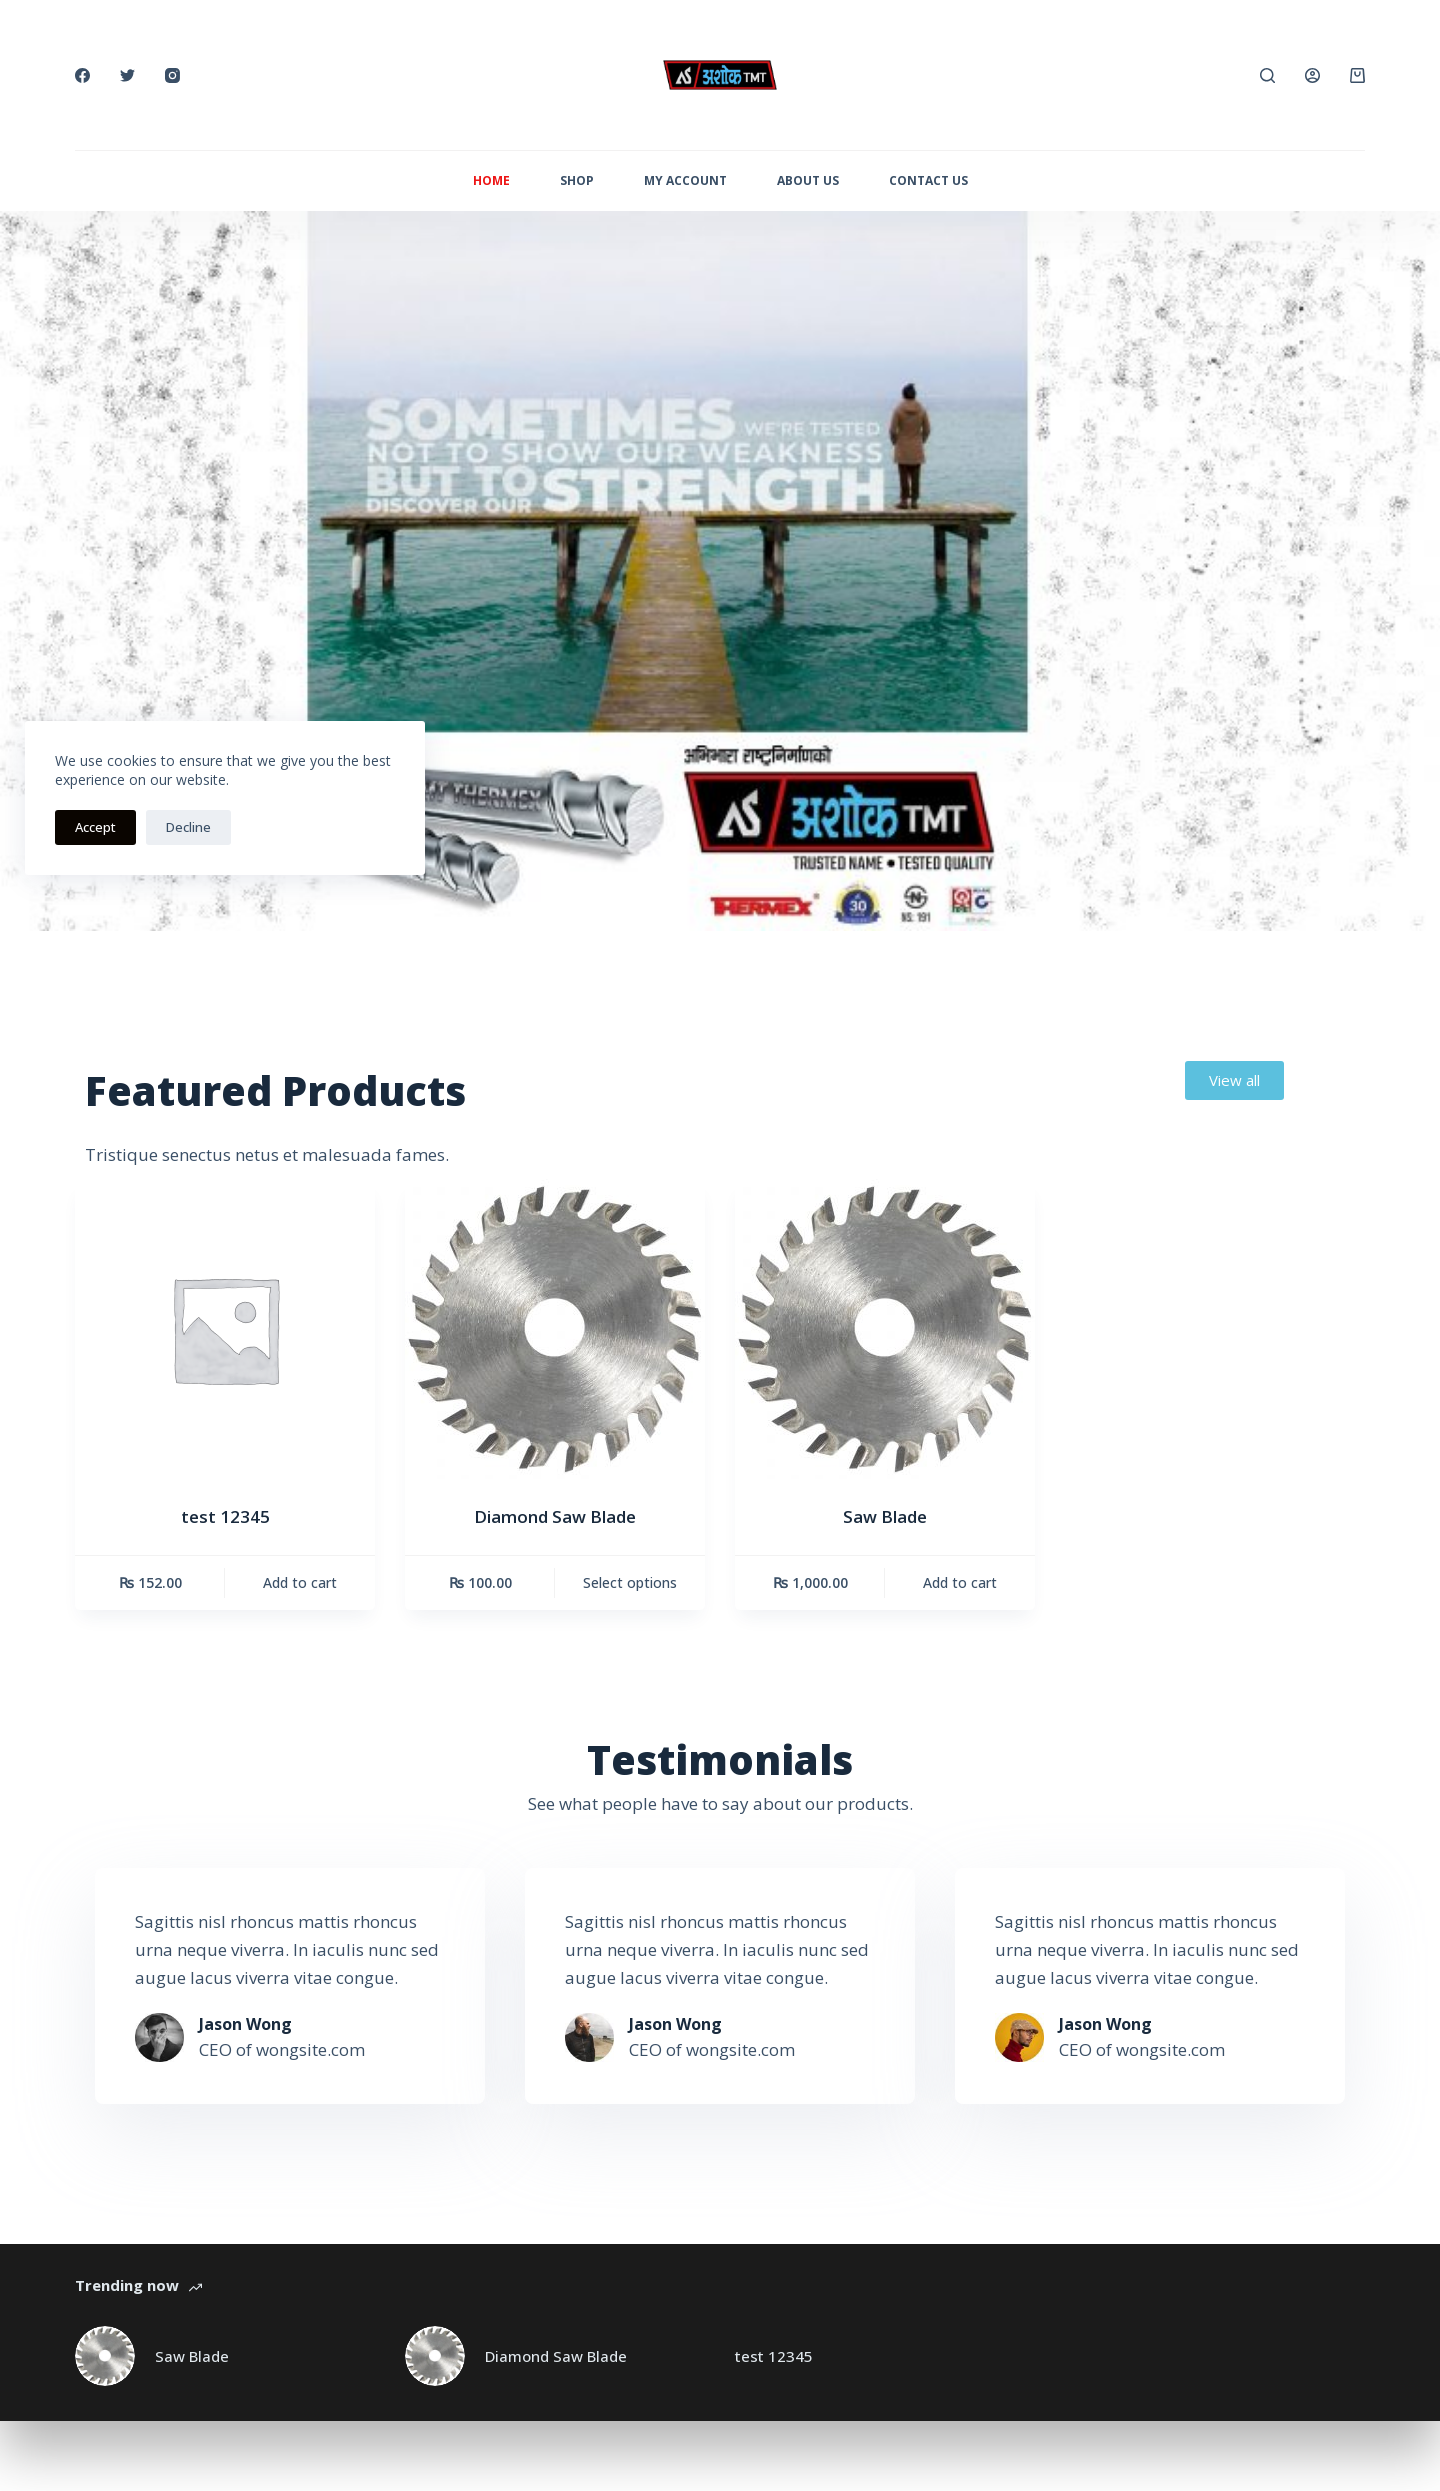 अशोक TMT
HOME SHOP MY ACCOUNT ABOUT US CONTACT US
SOMETIMES WE'RE TESTED
NOT TO SHOW OUR WEAKNESS
BUT TO STRENGTH
DISCOVER OUR
We use cookies to ensure that we give you the best
experience on our website.
Accept Decline
THERMEX
अभिभारा राष्ट्रनिर्माणको
अशोक TMT
TRUSTED NAME • TESTED QUALITY
THERMEX®
30
NS: 191
Featured Products
View all
Tristique senectus netus et malesuada fames.
test 12345
₨ 152.00 Add to cart
Diamond Saw Blade
₨ 100.00 Select options
Saw Blade
₨ 1,000.00 Add to cart
Testimonials
See what people have to say about our products.
Sagittis nisl rhoncus mattis rhoncus
urna neque viverra. In iaculis nunc sed
augue lacus viverra vitae congue.
Jason Wong
CEO of wongsite.com
Sagittis nisl rhoncus mattis rhoncus
urna neque viverra. In iaculis nunc sed
augue lacus viverra vitae congue.
Jason Wong
CEO of wongsite.com
Sagittis nisl rhoncus mattis rhoncus
urna neque viverra. In iaculis nunc sed
augue lacus viverra vitae congue.
Jason Wong
CEO of wongsite.com
Trending now
Saw Blade Diamond Saw Blade test 12345